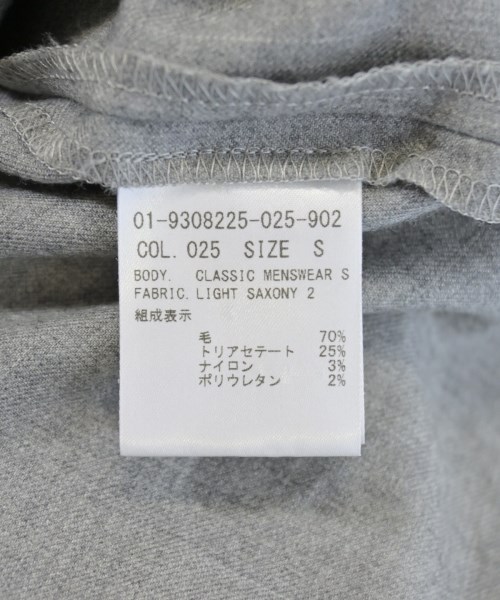 01-9308225-025-902
COL. 025 SIZE S
BODY. CLASSIC MENSWEAR S
FABRIC. LIGHT SAXONY 2
組成表示
毛 70%
トリアセテート 25%
ナイロン 3%
ポリウレタン 2%